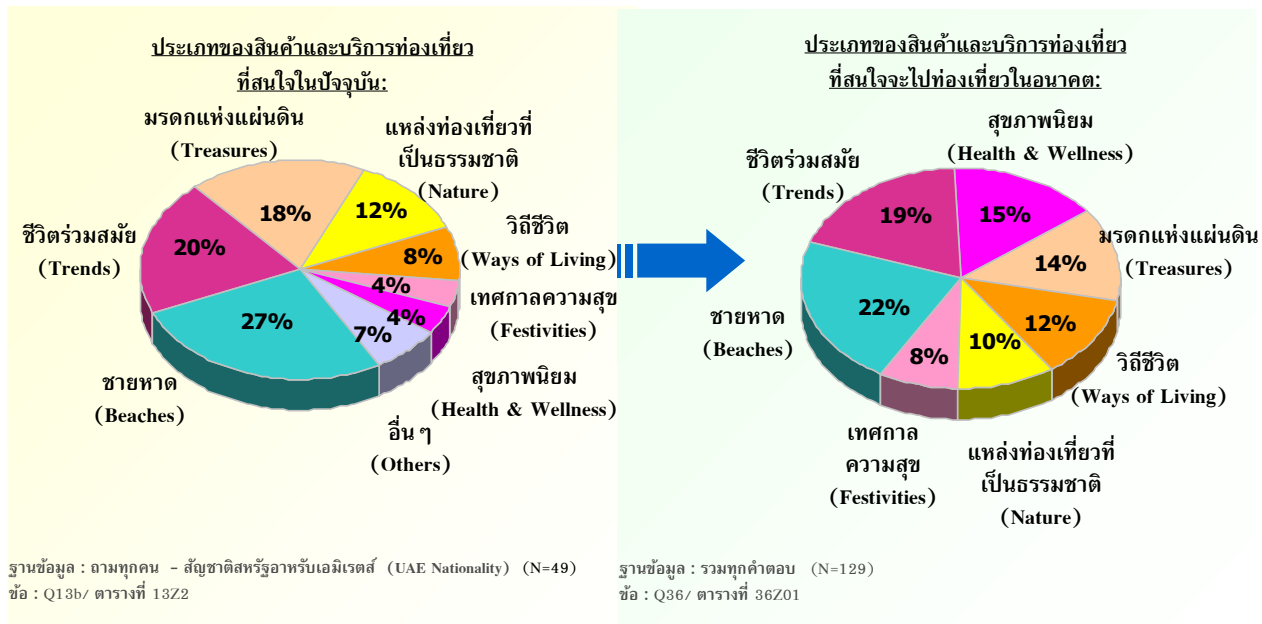 ประเภทของสินค้าและบริการท่องเที่ยว
ที่สนใจในปัจจุบัน:
มรดกแห่งแผ่นดิน
(Treasures)
แหล่งท่องเที่ยวที่
เป็นธรรมชาติ
(Nature)
18%
12%
ชีวิตร่วมสมัย
(Trends)
20%
วิถีชีวิต
(Ways of Living)
8%
4%
เทศกาลความสุข
(Festivities)
4%
27%
7%
ชายหาด
(Beaches)
สุขภาพนิยม
(Health & Wellness)
อื่น ๆ
(Others)
ฐานข้อมูล : ถามทุกคน - สัญชาติสหรัฐอาหรับเอมิเรตส์ (UAE Nationality) (N=49)
ข้อ : Q13b/ ตารางที่ 13Z2
ประเภทของสินค้าและบริการท่องเที่ยว
ที่สนใจจะไปท่องเที่ยวในอนาคต:
สุขภาพนิยม
(Health & Wellness)
ชีวิตร่วมสมัย
(Trends)
19%
15%
มรดกแห่งแผ่นดิน
(Treasures)
14%
ชายหาด
(Beaches)
22%
12%
10%
8%
วิถีชีวิต
(Ways of Living)
เทศกาล
ความสุข
(Festivities)
แหล่งท่องเที่ยวที่
เป็นธรรมชาติ
(Nature)
ฐานข้อมูล : รวมทุกคำตอบ (N=129)
ข้อ : Q36/ ตารางที่ 36Z01